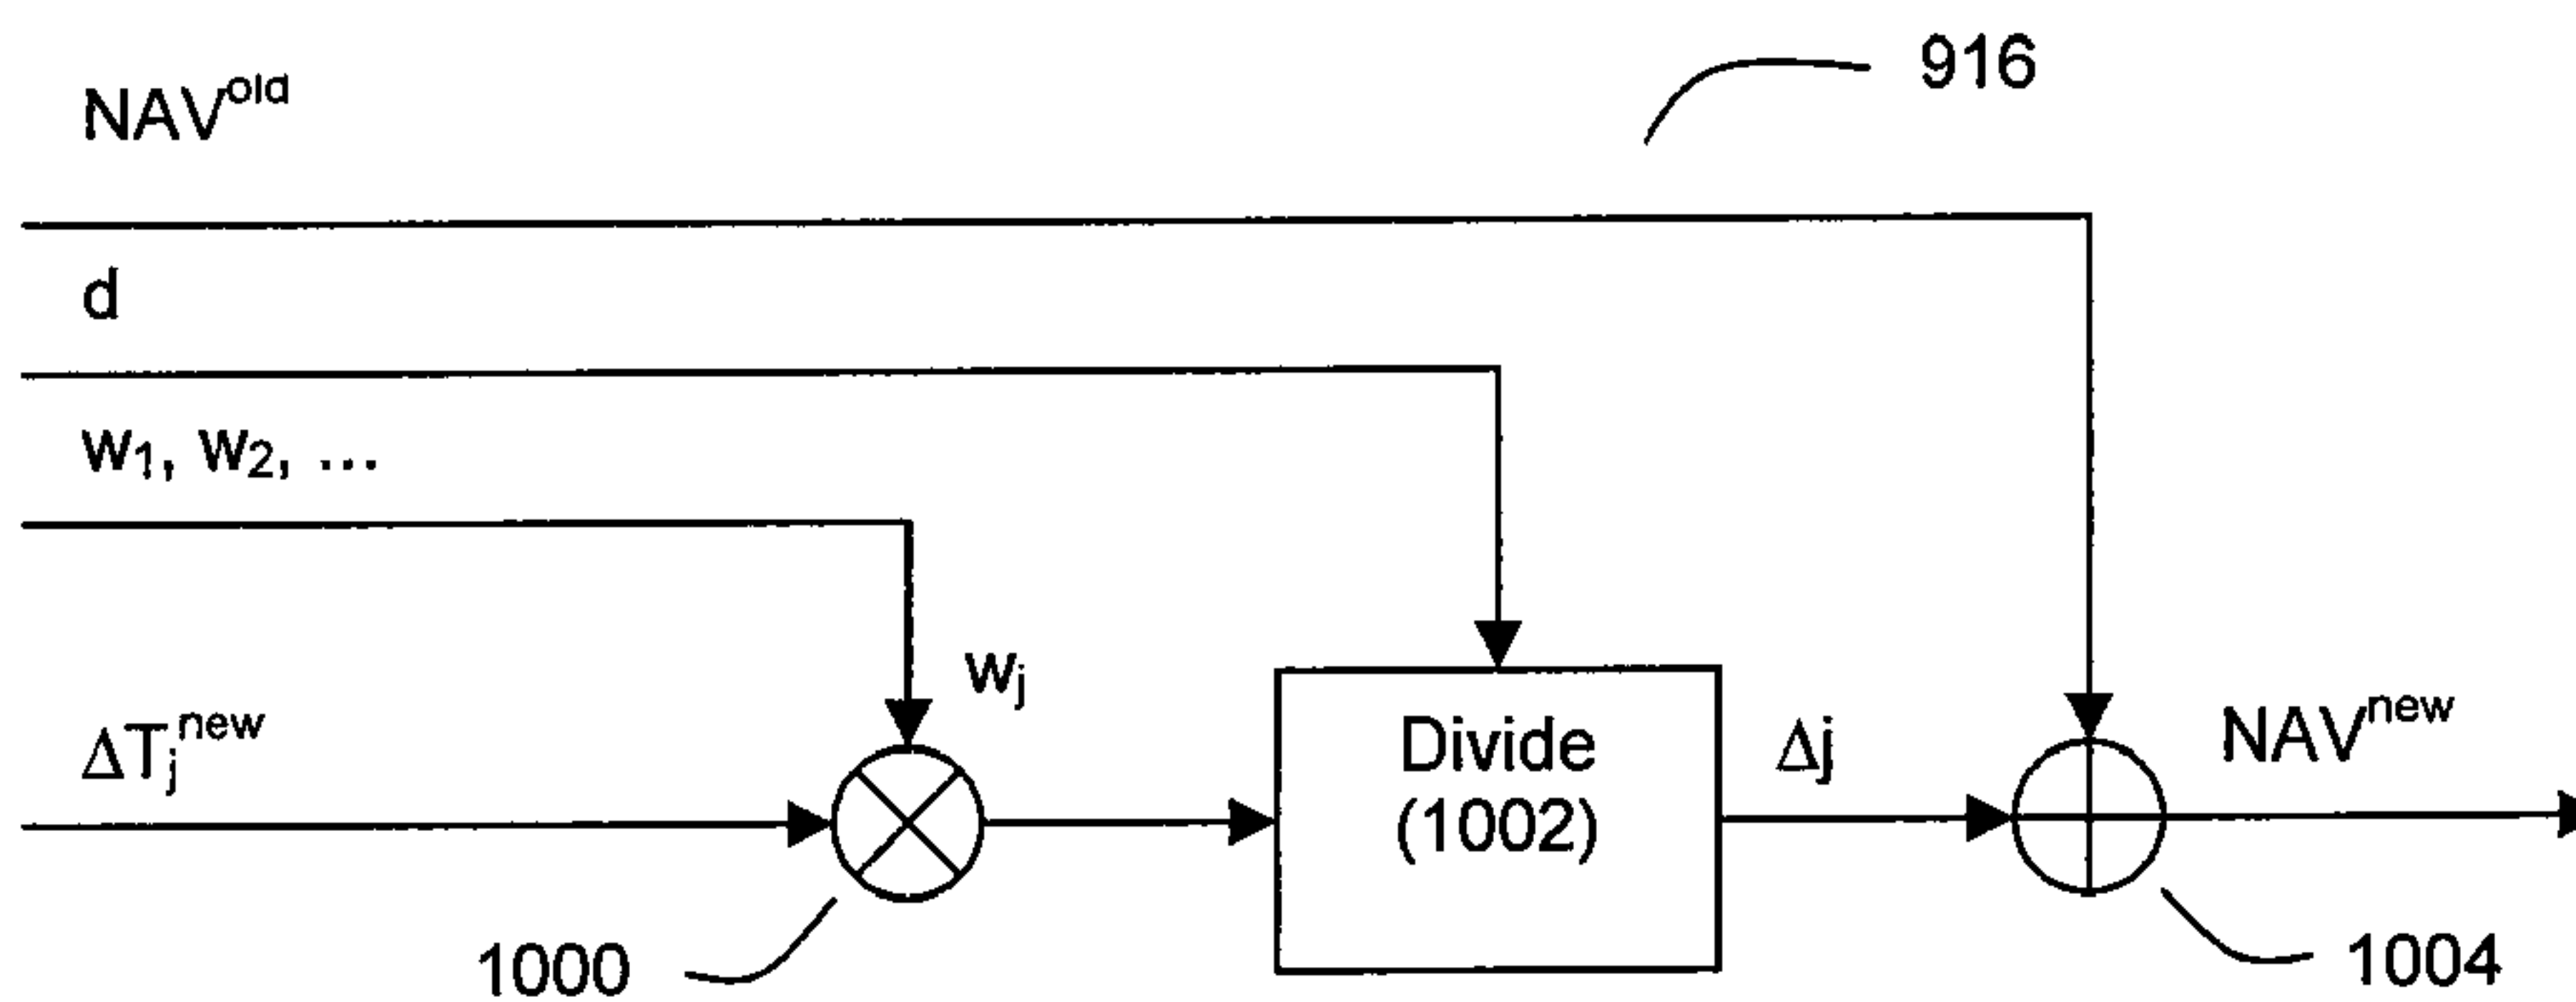 916
NAV^old
d
w₁, w₂, ...
wⱼ
ΔTⱼ^new
Divide
(1002)
Δj
NAV^new
1000
1004